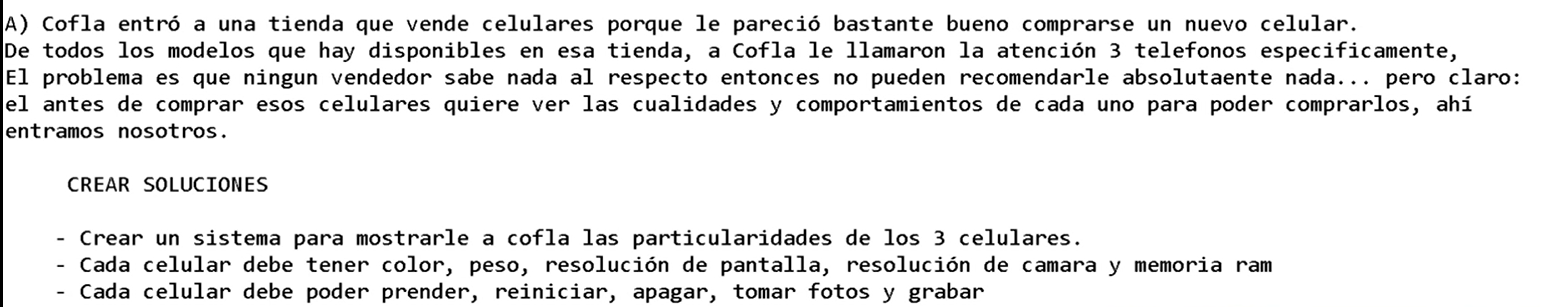 A) Cofla entró a una tienda que vende celulares porque le pareció bastante bueno comprarse un nuevo celular.
De todos los modelos que hay disponibles en esa tienda, a Cofla le llamaron la atención 3 telefonos especificamente,
El problema es que ningun vendedor sabe nada al respecto entonces no pueden recomendarle absolutaente nada... pero claro:
el antes de comprar esos celulares quiere ver las cualidades y comportamientos de cada uno para poder comprarlos, ahí
entramos nosotros.
CREAR SOLUCIONES
- Crear un sistema para mostrarle a cofla las particularidades de los 3 celulares.
- Cada celular debe tener color, peso, resolución de pantalla, resolución de camara y memoria ram
- Cada celular debe poder prender, reiniciar, apagar, tomar fotos y grabar